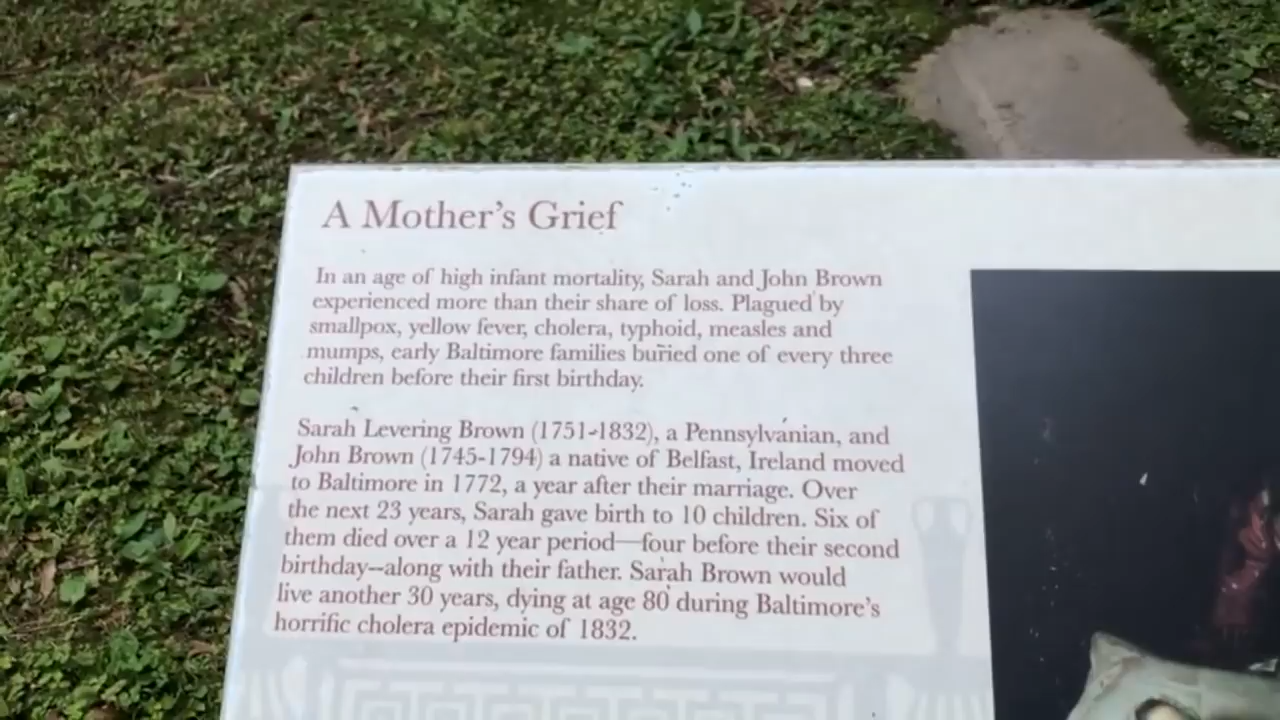 A Mother's Grief
In an age of high infant mortality, Sarah and John Brown
experienced more than their share of loss. Plagued by
smallpox, yellow fever, cholera, typhoid, measles and
mumps, early Baltimore families buried one of every three
children before their first birthday.
Sarah Levering Brown (1751-1832), a Pennsylvanian, and
John Brown (1745-1794) a native of Belfast, Ireland moved
to Baltimore in 1772, a year after their marriage. Over
the next 23 years, Sarah gave birth to 10 children. Six of
them died over a 12 year period—four before their second
birthday--along with their father. Sarah Brown would
live another 30 years, dying at age 80 during Baltimore's
horrific cholera epidemic of 1832.